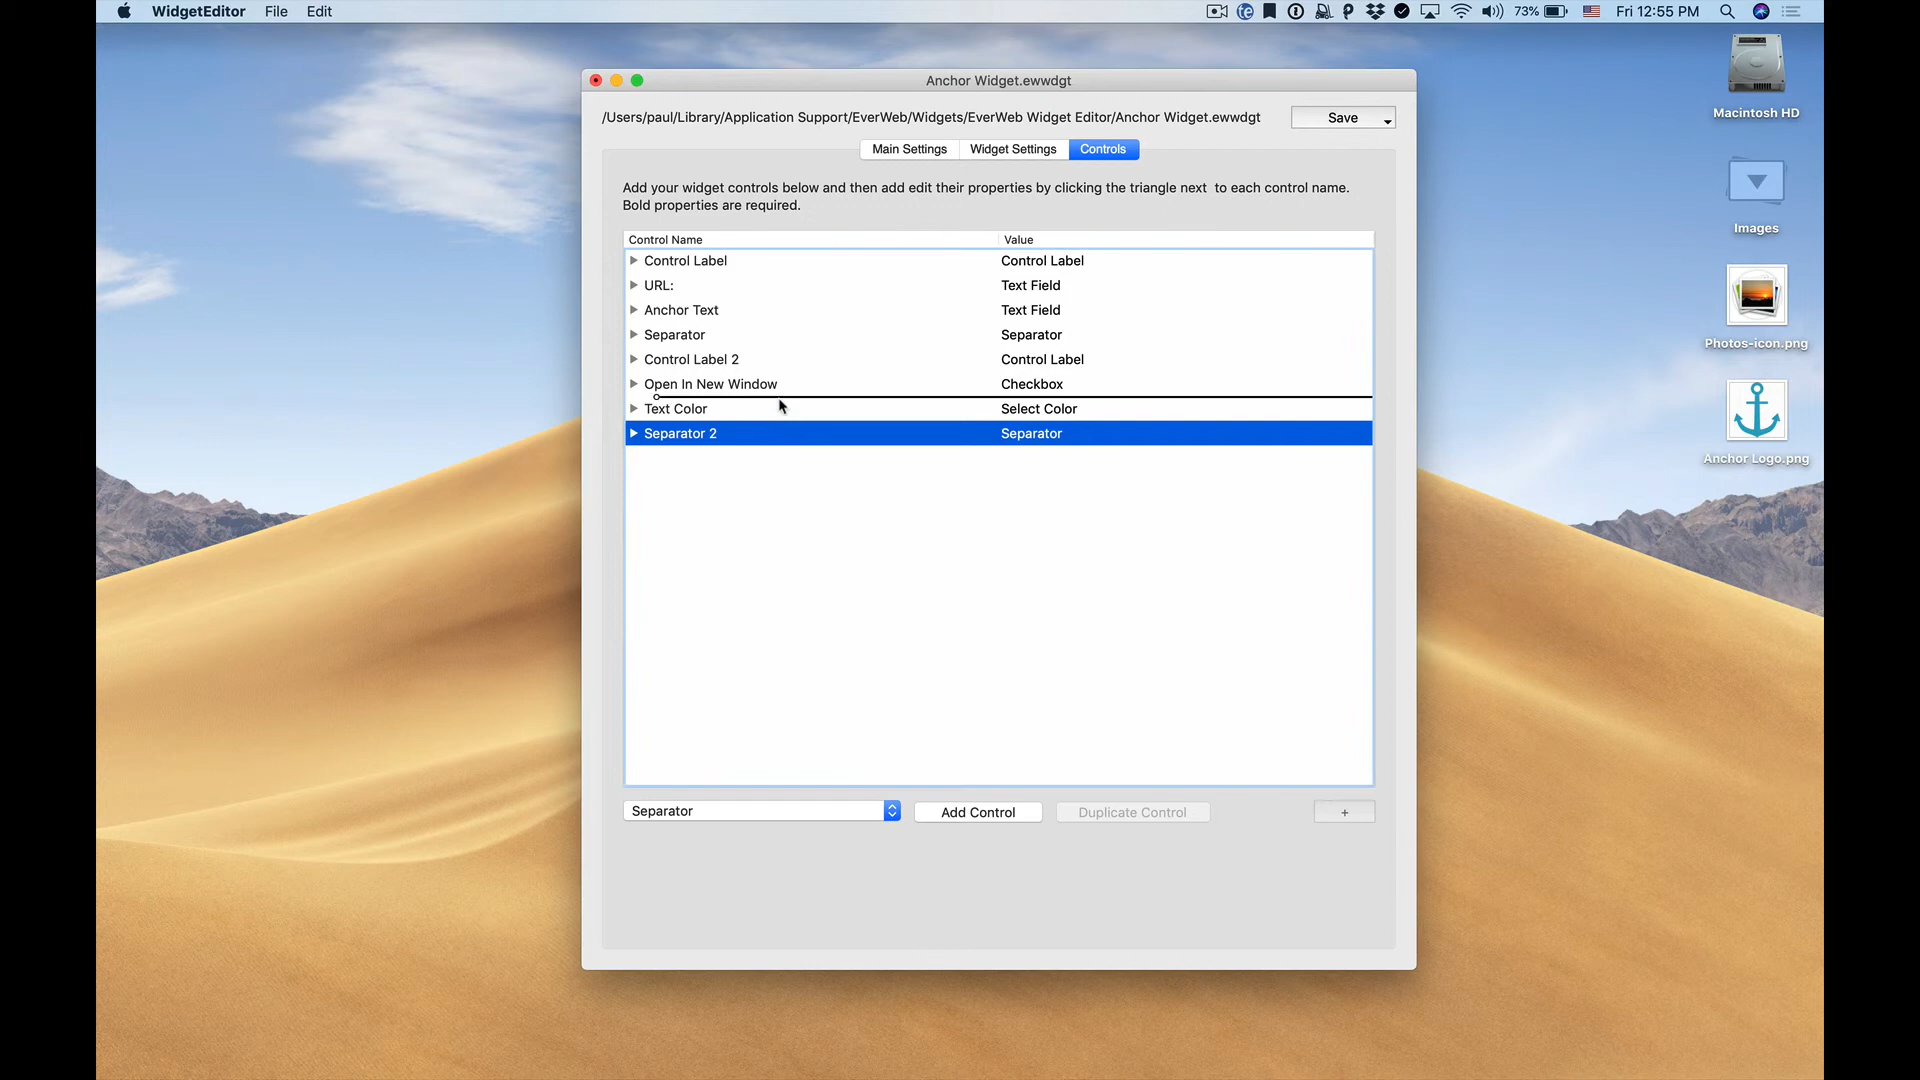 WidgetEditor File Edit 73% Fri 12:55 PM
Anchor Widget.ewwdgt
/Users/paul/Library/Application Support/EverWeb/Widgets/EverWeb Widget Editor/Anchor Widget.ewwdgt Save
Main Settings Widget Settings Controls
Add your widget controls below and then add edit their properties by clicking the triangle next to each control name.
Bold properties are required.
Control Name Value
Control Label Control Label
URL: Text Field
Anchor Text Text Field
Separator Separator
Control Label 2 Control Label
Open In New Window Checkbox
Text Color Select Color
Separator 2 Separator
Separator Add Control Duplicate Control +
Macintosh HD
Images
Photos-icon.png
Anchor Logo.png